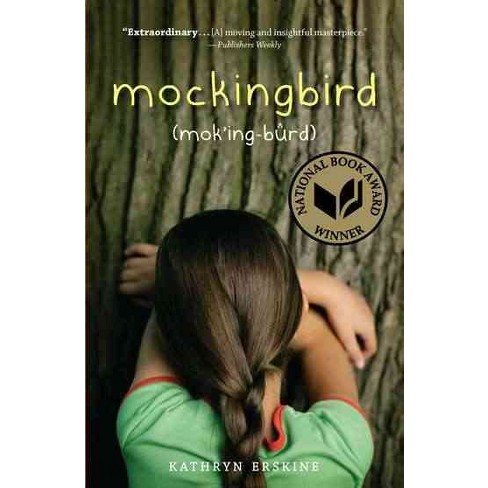 “Extraordinary... [A] moving and insightful masterpiece.”
—Publishers Weekly
mockingbird
(mok’ing-bûrd)
NATIONAL BOOK AWARD
WINNER
KATHRYN ERSKINE